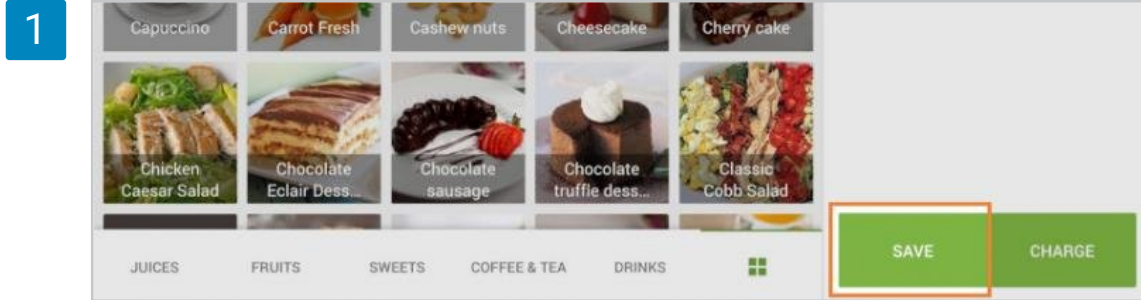 1
Capuccino
Carrot Fresh
Cashew nuts
Cheesecake
Cherry cake
Chicken
Caesar Salad
Chocolate
Eclair Dess...
Chocolate
sausage
Chocolate
truffle dess...
Classic
Cobb Salad
JUICES
FRUITS
SWEETS
COFFEE & TEA
DRINKS
SAVE
CHARGE